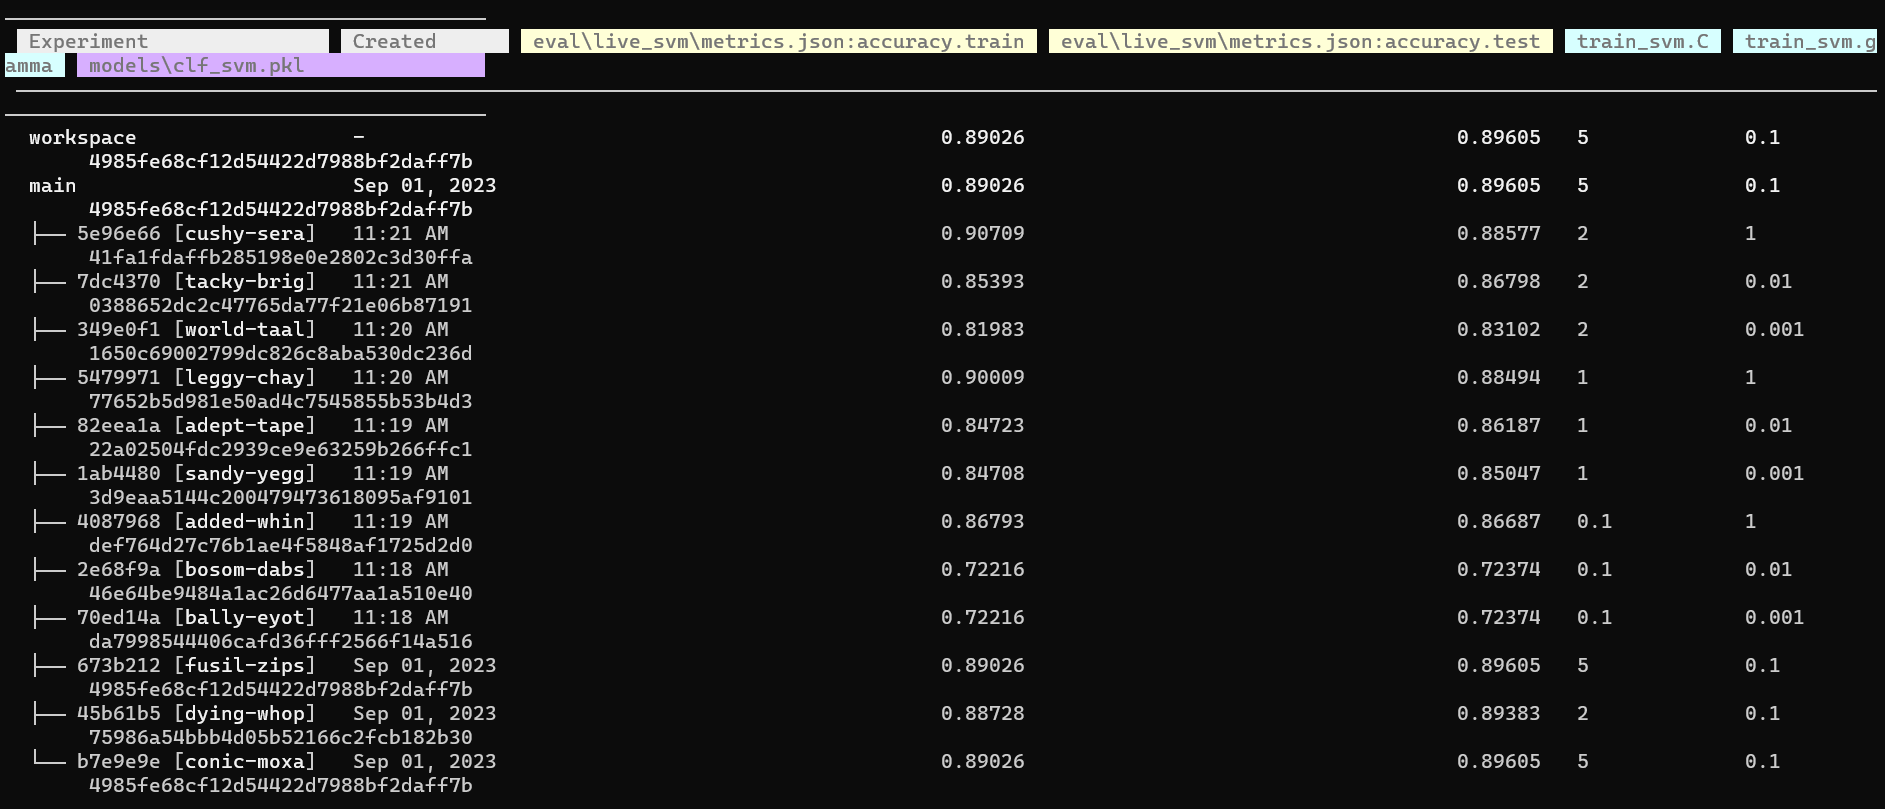 Experiment Created eval\live_svm\metrics.json:accuracy.train eval\live_svm\metrics.json:accuracy.test train_svm.C train_svm.g
amma models\clf_svm.pkl
workspace - 0.89026 0.89605 5 0.1
4985fe68cf12d54422d7988bf2daff7b
main Sep 01, 2023 0.89026 0.89605 5 0.1
4985fe68cf12d54422d7988bf2daff7b
├── 5e96e66 [cushy-sera] 11:21 AM 0.90709 0.88577 2 1
41fa1fdaffb285198e0e2802c3d30ffa
├── 7dc4370 [tacky-brig] 11:21 AM 0.85393 0.86798 2 0.01
0388652dc2c47765da77f21e06b87191
├── 349e0f1 [world-taal] 11:20 AM 0.81983 0.83102 2 0.001
1650c69002799dc826c8aba530dc236d
├── 5479971 [leggy-chay] 11:20 AM 0.90009 0.88494 1 1
77652b5d981e50ad4c7545855b53b4d3
├── 82eea1a [adept-tape] 11:19 AM 0.84723 0.86187 1 0.01
22a02504fdc2939ce9e63259b266ffc1
├── 1ab4480 [sandy-yegg] 11:19 AM 0.84708 0.85047 1 0.001
3d9eaa5144c200479473618095af9101
├── 4087968 [added-whin] 11:19 AM 0.86793 0.86687 0.1 1
def764d27c76b1ae4f5848af1725d2d0
├── 2e68f9a [bosom-dabs] 11:18 AM 0.72216 0.72374 0.1 0.01
46e64be9484a1ac26d6477aa1a510e40
├── 70ed14a [bally-eyot] 11:18 AM 0.72216 0.72374 0.1 0.001
da7998544406cafd36fff2566f14a516
├── 673b212 [fusil-zips] Sep 01, 2023 0.89026 0.89605 5 0.1
4985fe68cf12d54422d7988bf2daff7b
├── 45b61b5 [dying-whop] Sep 01, 2023 0.88728 0.89383 2 0.1
75986a54bbb4d05b52166c2fcb182b30
└── b7e9e9e [conic-moxa] Sep 01, 2023 0.89026 0.89605 5 0.1
4985fe68cf12d54422d7988bf2daff7b